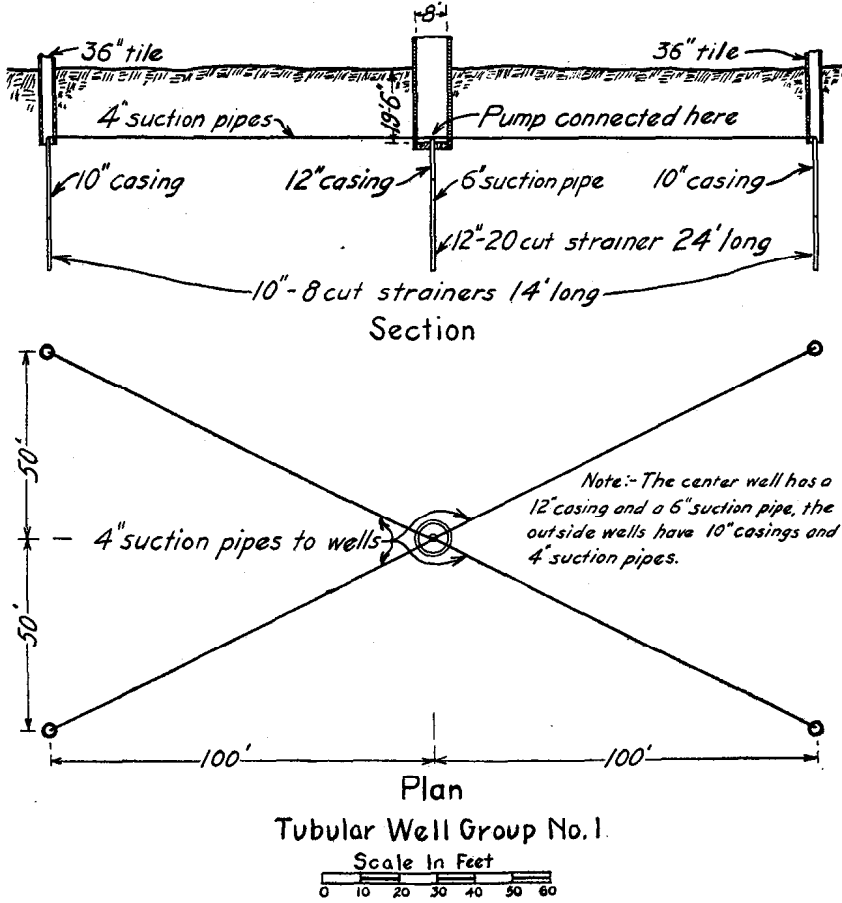 8'
36" tile
36" tile
19'6"
4" suction pipes
Pump connected here
10" casing
12" casing
6" suction pipe
10" casing
12"-20 cut strainer 24' long
10"-8 cut strainers 14' long
Section
50'
Note:- The center well has a
12" casing and a 6" suction pipe, the
outside wells have 10" casings and
4" suction pipes.
4" suction pipes to wells
50'
100'
100'
Plan
Tubular Well Group No. 1
Scale In Feet
0 10 20 30 40 50 60